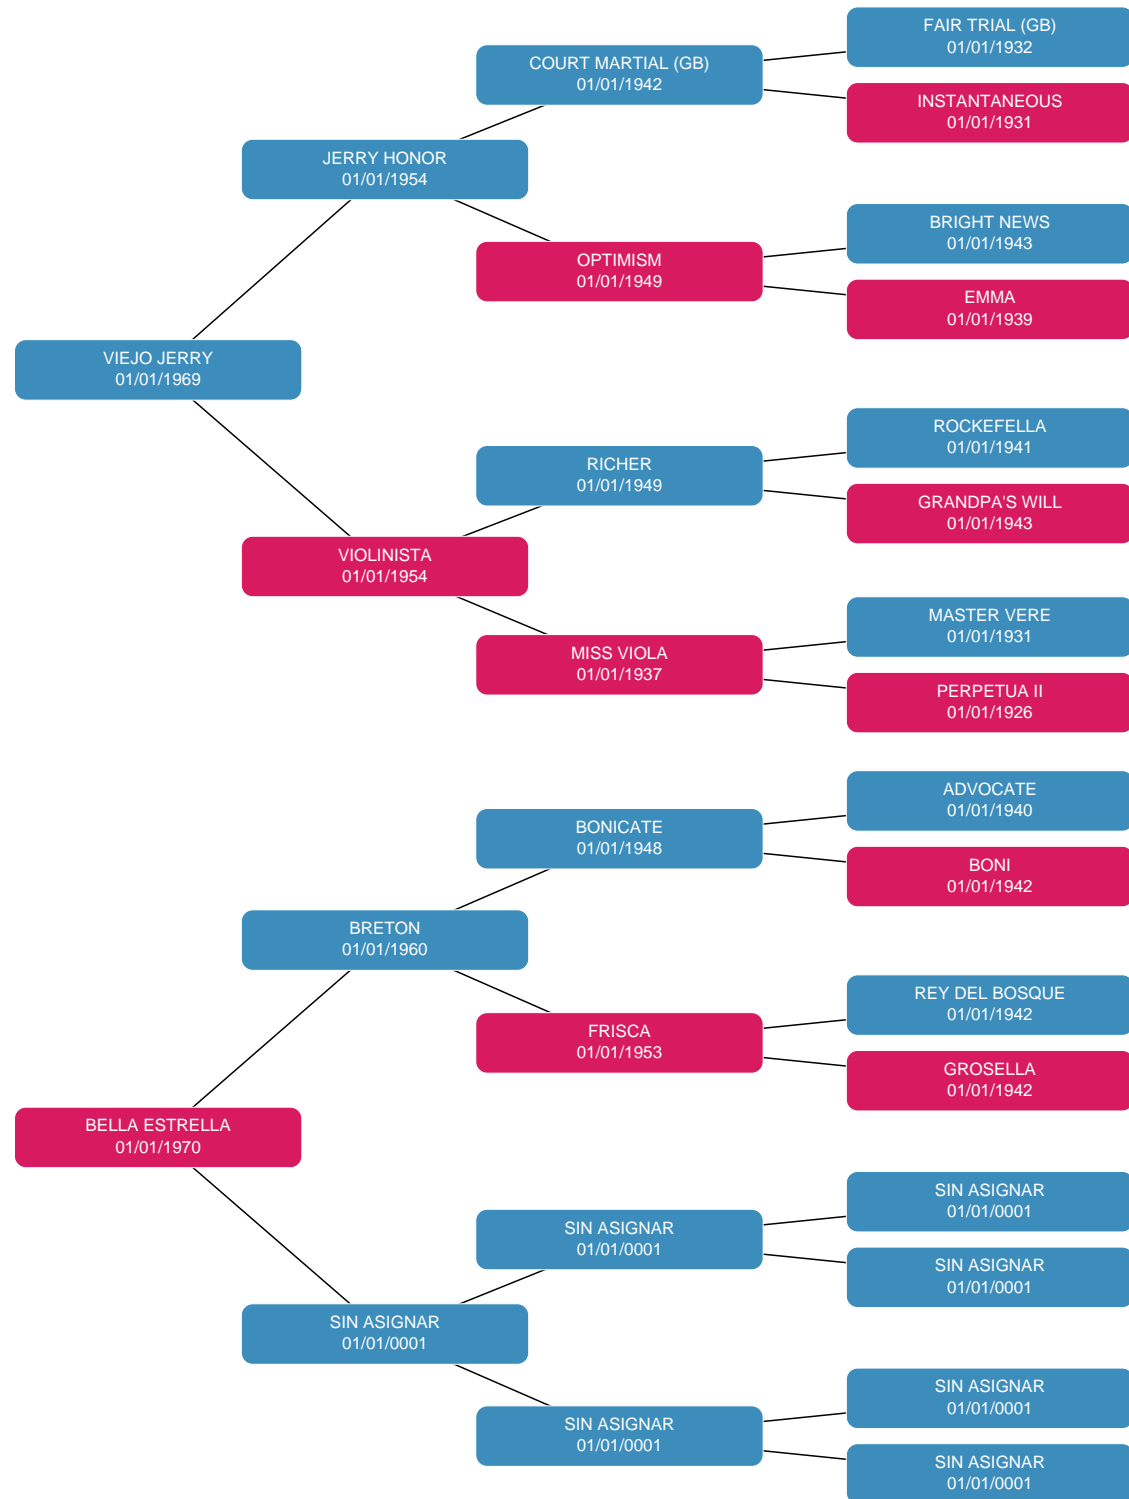 FAIR TRIAL (GB)
01/01/1932
COURT MARTIAL (GB)
01/01/1942
INSTANTANEOUS
01/01/1931
JERRY HONOR
01/01/1954
BRIGHT NEWS
01/01/1943
OPTIMISM
01/01/1949
EMMA
01/01/1939
VIEJO JERRY
01/01/1969
ROCKEFELLA
01/01/1941
RICHER
01/01/1949
GRANDPA'S WILL
01/01/1943
VIOLINISTA
01/01/1954
MASTER VERE
01/01/1931
MISS VIOLA
01/01/1937
PERPETUA II
01/01/1926
ADVOCATE
01/01/1940
BONICATE
01/01/1948
BONI
01/01/1942
BRETON
01/01/1960
REY DEL BOSQUE
01/01/1942
FRISCA
01/01/1953
GROSELLA
01/01/1942
BELLA ESTRELLA
01/01/1970
SIN ASIGNAR
01/01/0001
SIN ASIGNAR
01/01/0001
SIN ASIGNAR
01/01/0001
SIN ASIGNAR
01/01/0001
SIN ASIGNAR
01/01/0001
SIN ASIGNAR
01/01/0001
SIN ASIGNAR
01/01/0001